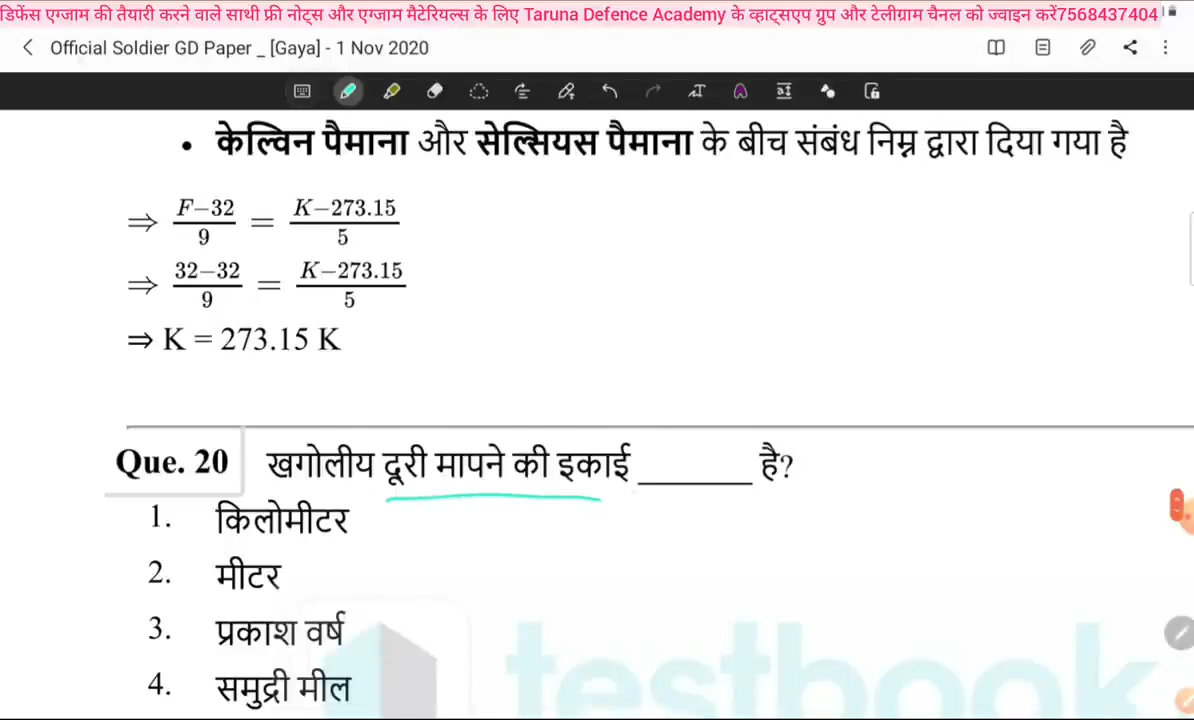 डिफेंस एग्जाम की तैयारी करने वाले साथी फ्री नोट्स और एग्जाम मैटेरियल्स के लिए Taruna Defence Academy के व्हाट्सएप ग्रुप और टेलीग्राम चैनल को ज्वाइन करें7568437404
Official Soldier GD Paper _ [Gaya] - 1 Nov 2020
• केल्विन पैमाना और सेल्सियस पैमाना के बीच संबंध निम्न द्वारा दिया गया है
⇒ F−32/9 = K−273.15/5
⇒ 32−32/9 = K−273.15/5
⇒ K = 273.15 K
Que. 20 खगोलीय दूरी मापने की इकाई ________ है?
1. किलोमीटर
2. मीटर
3. प्रकाश वर्ष
4. समुद्री मील
testbook